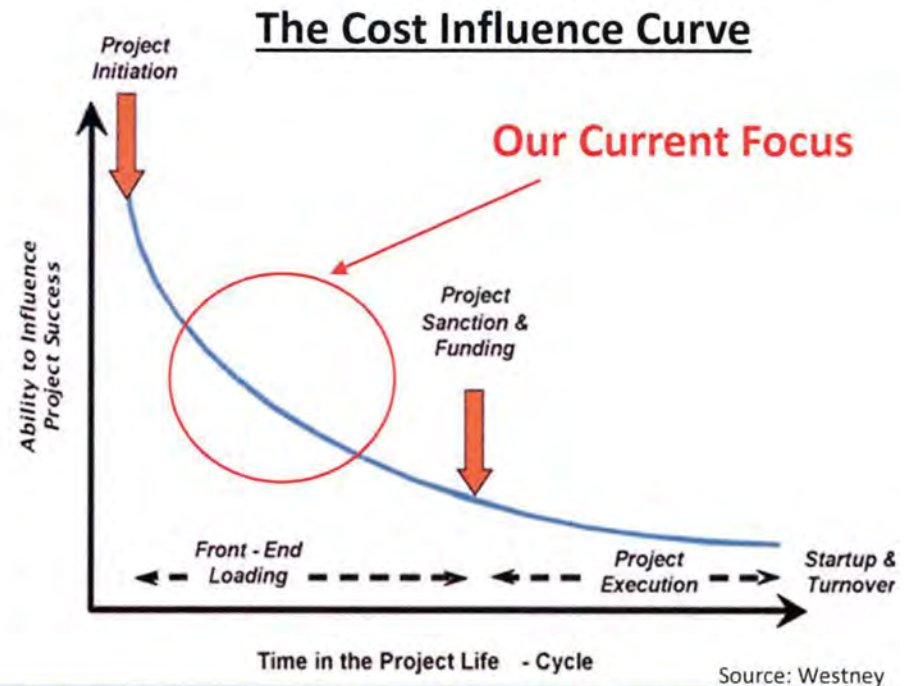 The Cost Influence Curve
Project
Initiation
Our Current Focus
Ability to Influence
Project Success
Project
Sanction &
Funding
Front - End
Loading
Project
Execution
Startup &
Turnover
Time in the Project Life - Cycle
Source: Westney